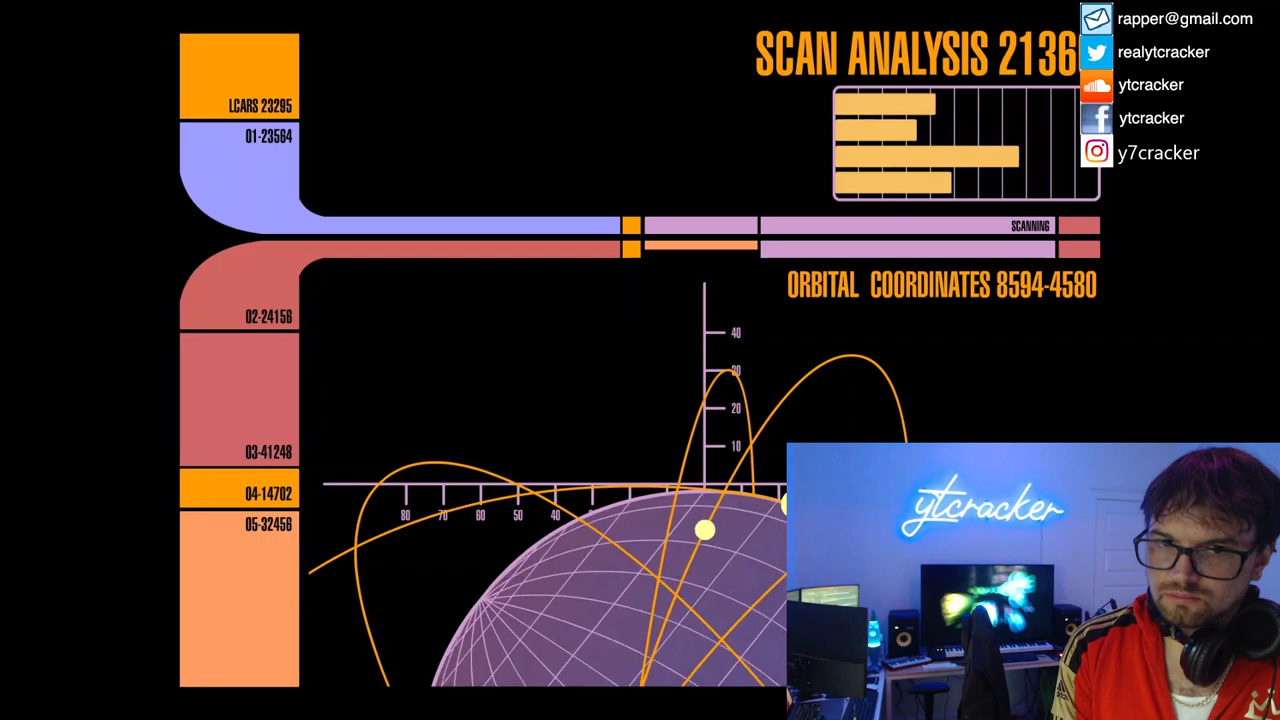 SCAN ANALYSIS 2136
rapper@gmail.com
realytcracker
ytcracker
ytcracker
y7cracker
LCARS 23295
01-23564
SCANNING
ORBITAL COORDINATES 8594-4580
02-24156
03-41248
04-14702
05-32456
40
30
20
10
80
70
60
50
40
ytcracker